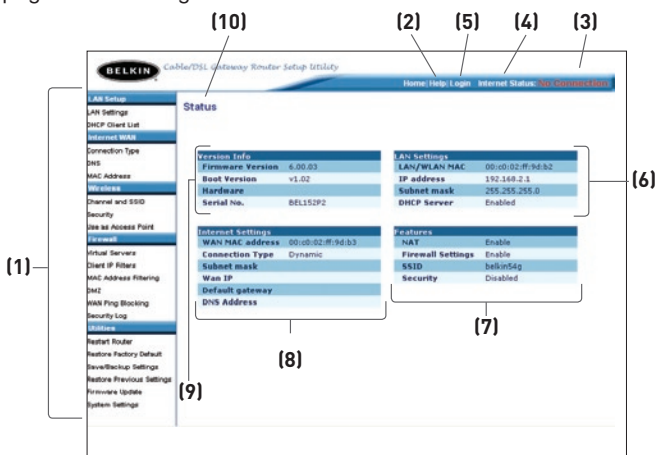 (10)
(2)
(5)
(4)
(3)
BELKIN
Cable/DSL Gateway Router Setup Utility
Home| Help| Login Internet Status: No Connection
LAN Setup
LAN Settings
DHCP Client List
Internet WAN
Connection Type
DNS
MAC Address
Wireless
Channel and SSID
Security
Use as Access Point
Firewall
Virtual Servers
Client IP Filters
MAC Address Filtering
DMZ
WAN Ping Blocking
Security Log
Utilities
Restart Router
Restore Factory Default
Save/Backup Settings
Restore Previous Settings
Firmware Update
System Settings
Status
Version Info
Firmware Version 6.00.03
Boot Version v1.02
Hardware
Serial No. BEL152P2
LAN Settings
LAN/WLAN MAC 00:c0:02:ff:9d:b2
IP address 192.168.2.1
Subnet mask 255.255.255.0
DHCP Server Enabled
Internet Settings
WAN MAC address 00:c0:02:ff:9d:b3
Connection Type Dynamic
Subnet mask
Wan IP
Default gateway
DNS Address
Features
NAT Enable
Firewall Settings Enable
SSID belkin54g
Security Disabled
(1)
(6)
(7)
(8)
(9)